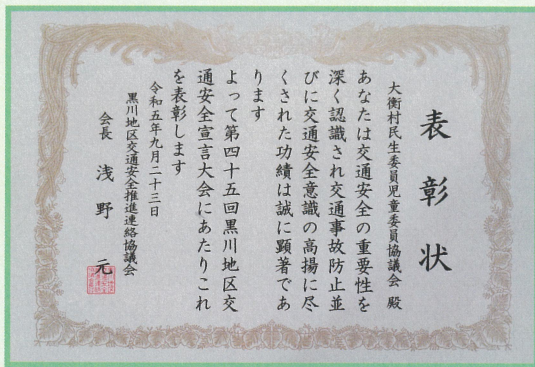 表彰状
大衡村民生委員児童委員協議会 殿
あなたは交通安全の重要性を
深く認識され交通事故防止並
びに交通安全意識の高揚に尽
くされた功績は誠に顕著であ
ります
よって第四十五回黒川地区交
通安全宣言大会にあたりこれ
を表彰します
令和五年九月二十三日
黒川地区交通安全推進連絡協議会
会長 浅野 元